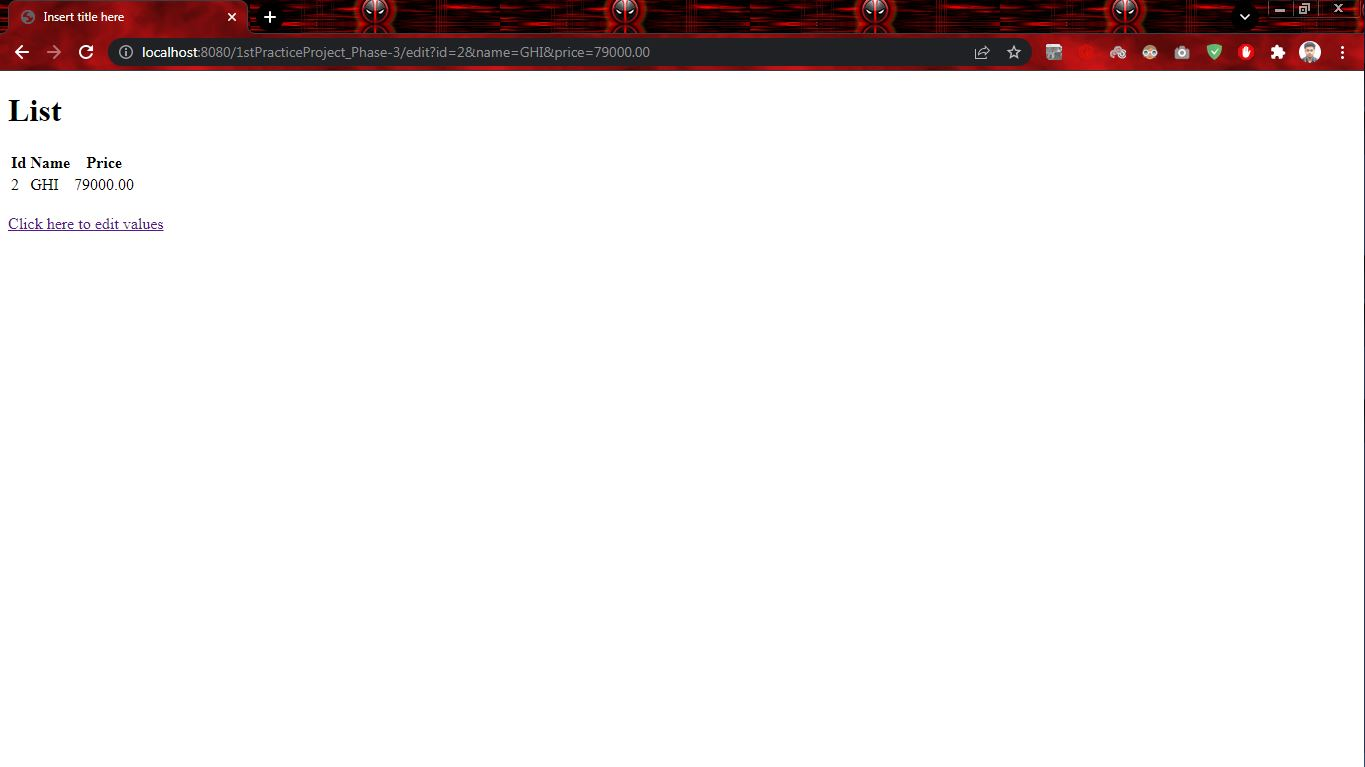 Insert title here
localhost:8080/1stPracticeProject_Phase-3/edit?id=2&name=GHI&price=79000.00
List
Id Name Price
2 GHI 79000.00
Click here to edit values